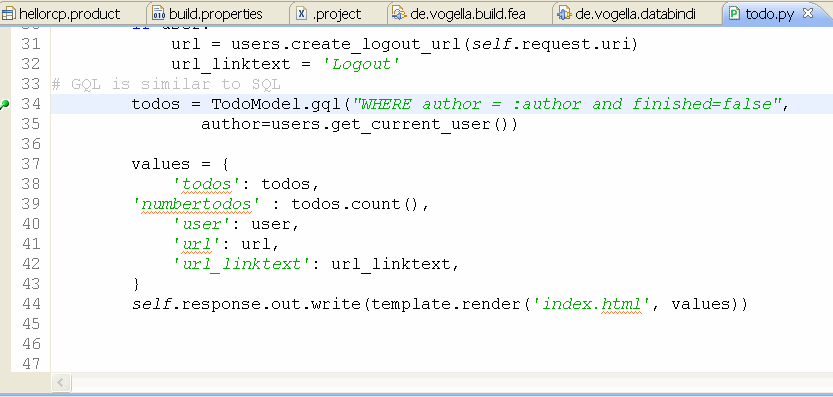 hellorcp.product build.properties .project de.vogella.build.fea de.vogella.databindi todo.py
31 url = users.create_logout_url(self.request.uri)
32 url_linktext = 'Logout'
33 # GQL is similar to SQL
34 todos = TodoModel.gql("WHERE author = :author and finished=false",
35 author=users.get_current_user())
36
37 values = {
38 'todos': todos,
39 'numbertodos' : todos.count(),
40 'user': user,
41 'url': url,
42 'url_linktext': url_linktext,
43 }
44 self.response.out.write(template.render('index.html', values))
45
46
47